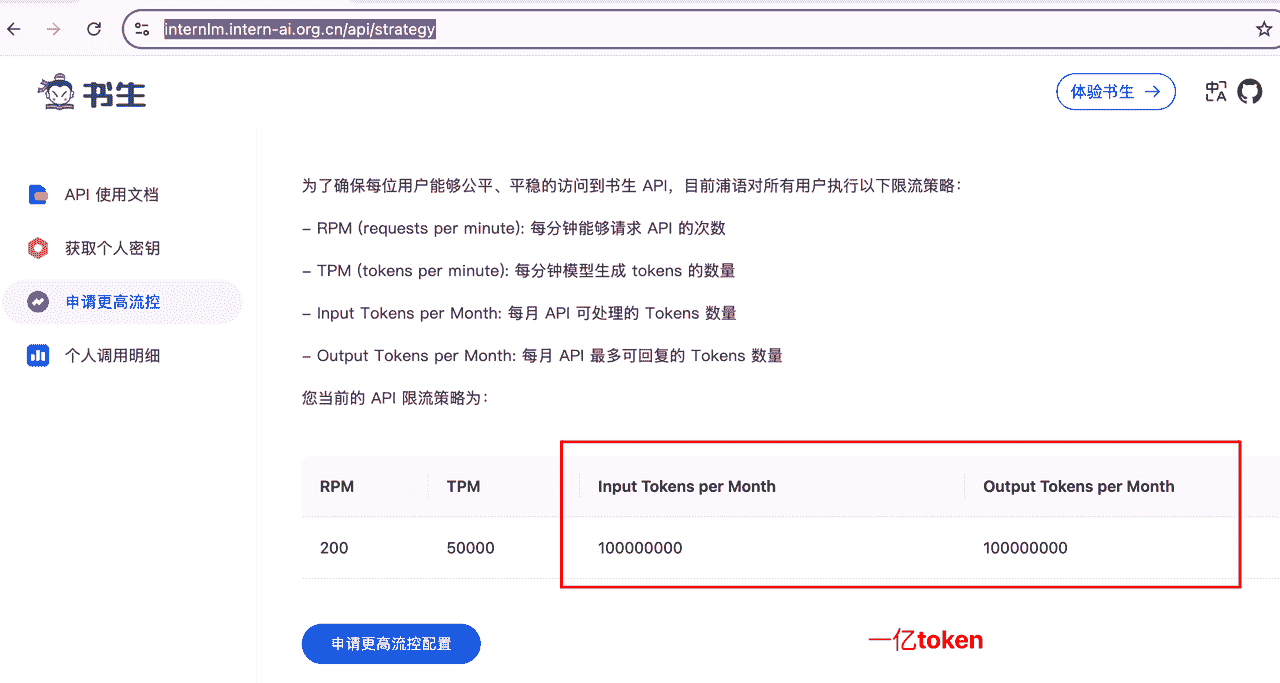 internlm.intern-ai.org.cn/api/strategy
书生
体验书生 →
API 使用文档
获取个人密钥
申请更高流控
个人调用明细
为了确保每位用户能够公平、平稳的访问到书生 API，目前浦语对所有用户执行以下限流策略：
– RPM (requests per minute): 每分钟能够请求 API 的次数
– TPM (tokens per minute): 每分钟模型生成 tokens 的数量
– Input Tokens per Month: 每月 API 可处理的 Tokens 数量
– Output Tokens per Month: 每月 API 最多可回复的 Tokens 数量
您当前的 API 限流策略为：
RPM TPM Input Tokens per Month Output Tokens per Month
200 50000 100000000 100000000
申请更高流控配置
一亿token